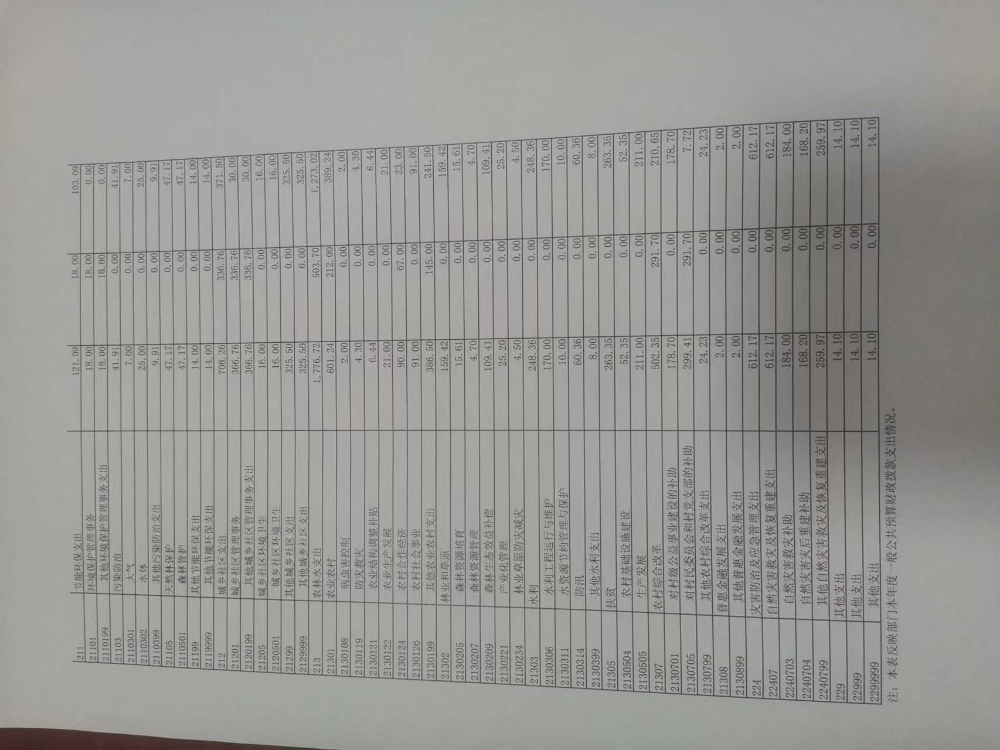 211 节能环保支出 121.09 18.00 103.09
21101 环境保护管理事务 18.00 18.00 0.00
2110199 其他环境保护管理事务支出 18.00 18.00 0.00
21103 污染防治 41.91 0.00 41.91
2110301 大气 7.00 0.00 7.00
2110302 水体 25.00 0.00 25.00
2110399 其他污染防治支出 9.91 0.00 9.91
21105 天然林保护 47.17 0.00 47.17
2110501 森林管护 47.17 0.00 47.17
21199 其他节能环保支出 14.00 0.00 14.00
2119999 其他节能环保支出 14.00 0.00 14.00
212 城乡社区支出 708.26 336.76 371.50
21201 城乡社区管理事务 366.76 336.76 30.00
2120199 其他城乡社区管理事务支出 366.76 336.76 30.00
21205 城乡社区环境卫生 16.00 0.00 16.00
2120501 城乡社区环境卫生 16.00 0.00 16.00
21299 其他城乡社区支出 325.50 0.00 325.50
2129999 其他城乡社区支出 325.50 0.00 325.50
213 农林水支出 1,776.72 503.70 1,273.02
21301 农业农村 601.24 212.00 389.24
2130108 病虫害控制 2.00 0.00 2.00
2130119 防灾救灾 4.30 0.00 4.30
2130121 农业结构调整补贴 6.44 0.00 6.44
2130122 农业生产发展 21.00 0.00 21.00
2130124 农村合作经济 90.00 67.00 23.00
2130126 农村社会事业 91.00 0.00 91.00
2130199 其他农业农村支出 386.50 145.00 241.50
21302 林业和草原 159.42 0.00 159.42
2130205 森林资源培育 15.61 0.00 15.61
2130207 森林资源管理 4.70 0.00 4.70
2130209 森林生态效益补偿 109.41 0.00 109.41
2130221 产业化管理 25.20 0.00 25.20
2130234 林业草原防灾减灾 4.50 0.00 4.50
21303 水利 248.36 0.00 248.36
2130306 水利工程运行与维护 170.00 0.00 170.00
2130311 水资源节约管理与保护 10.00 0.00 10.00
2130314 防汛 60.36 0.00 60.36
2130399 其他水利支出 8.00 0.00 8.00
21305 扶贫 263.35 0.00 263.35
2130504 农村基础设施建设 52.35 0.00 52.35
2130505 生产发展 211.00 0.00 211.00
21307 农村综合改革 502.35 291.70 210.65
2130701 对村级公益事业建设的补助 178.70 0.00 178.70
2130705 对村民委员会和村党支部的补助 299.41 291.70 7.72
2130799 其他农村综合改革支出 24.23 0.00 24.23
21308 普惠金融发展支出 2.00 0.00 2.00
2130899 其他普惠金融发展支出 2.00 0.00 2.00
224 灾害防治及应急管理支出 612.17 0.00 612.17
22407 自然灾害救灾及恢复重建支出 612.17 0.00 612.17
2240703 自然灾害救灾补助 184.00 0.00 184.00
2240704 自然灾害灾后重建补助 168.20 0.00 168.20
2240799 其他自然灾害救灾及恢复重建支出 259.97 0.00 259.97
229 其他支出 14.10 0.00 14.10
22999 其他支出 14.10 0.00 14.10
2299999 其他支出 14.10 0.00 14.10
注：本表反映部门本年度一般公共预算财政拨款支出情况。